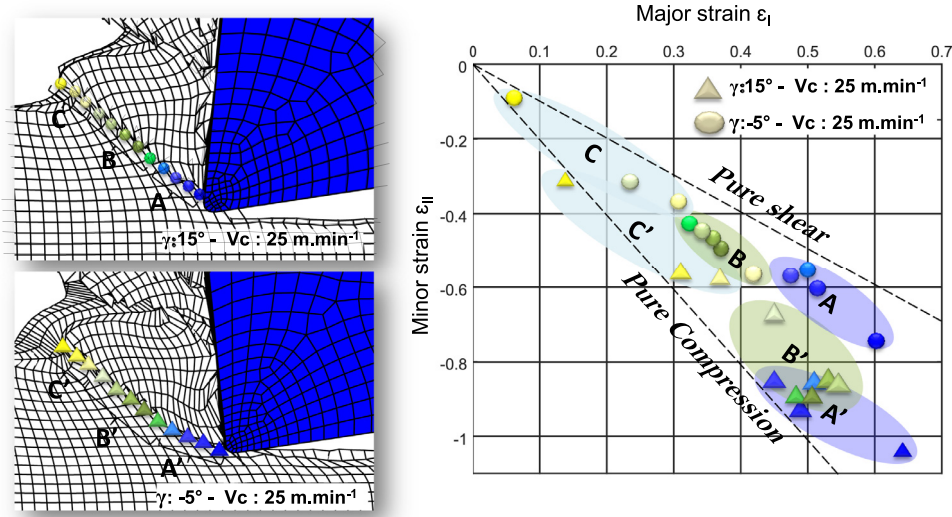 C
B
A
γ:15° - Vc : 25 m.min-1
C'
B'
A'
γ: -5° - Vc : 25 m.min-1
Major strain εI
0 0.1 0.2 0.3 0.4 0.5 0.6 0.7
Minor strain εII
0
-0.2
-0.4
-0.6
-0.8
-1
γ:15° - Vc : 25 m.min-1
γ:-5° - Vc : 25 m.min-1
Pure shear
Pure Compression
C
C'
B
A
B'
A'